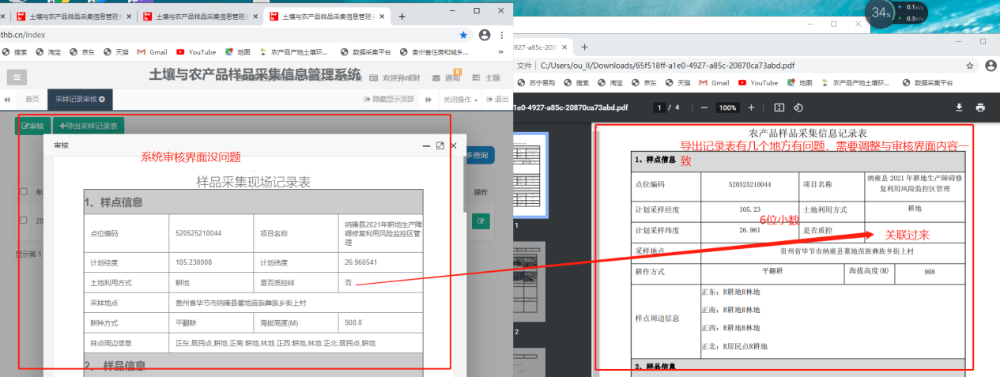 土壤与农产品样品采集信息管理
土壤与农产品样品采集信息管理
土壤与农产品样品采集信息管理
thb.cn/index
搜索 淘宝 京东 天猫 Gmail YouTube 地图 农产品产地土壤环... 数据采集平台 贵州省住房和城乡... »
土壤与农产品样品采集信息管理系统
欢迎孙成财 通知 0 主题
首页 采样记录审核 隐藏显示顶部 关闭操作 退出
审核 导出采样记录表
多查询
操作
年
20
显示第 1
审核
系统审核界面没问题
样品采集现场记录表
1、样点信息
点位编码 520525210044 项目名称 纳雍县2021年耕地生产障
碍修复利用风险监控区管
理
计划经度 105.230008 计划纬度 26.960541
土地利用方式 耕地 是否质控样 否
采样地点 贵州省毕节市纳雍县董地苗族彝族乡街上村
耕种方式 平翻耕 海拔高度(M) 908.0
样点周边信息 正东:居民点,耕地 正南:耕地,林地 正西:耕地,林地 正北:居民点,耕地
2、 样品信息
34%
0.1K/s
0.3K/s
4927-a85c-208
文件 C:/Users/ou_li/Downloads/65f518ff-a1e0-4927-a85c-20870ca73abd.pdf
苏宁易购 搜索 淘宝 京东 天猫 Gmail YouTube 地图 农产品产地土壤环... 数据采集平台
1e0-4927-a85c-20870ca73abd.pdf 1 / 4 100%
1
2
农产品样品采集信息记录表
导出记录表有几个地方有问题，需要调整与审核界面内容一
致
1、样点信息
点位编码 520525210044 项目名称 纳雍县 2021 年耕地生产障碍修
复利用风险监控区管理
计划采样经度 105.23 土地利用方式 耕地
6位小数
计划采样纬度 26.961 是否质控
关联过来
采样地点 贵州省毕节市纳雍县董地苗族彝族乡街上村
耕作方式 平翻耕 海拔高度(M) 908
样点周边信息
正东：R耕地R林地
正南：R耕地R林地
正西：R耕地R林地
正北：R居民点R耕地
2、样品信息